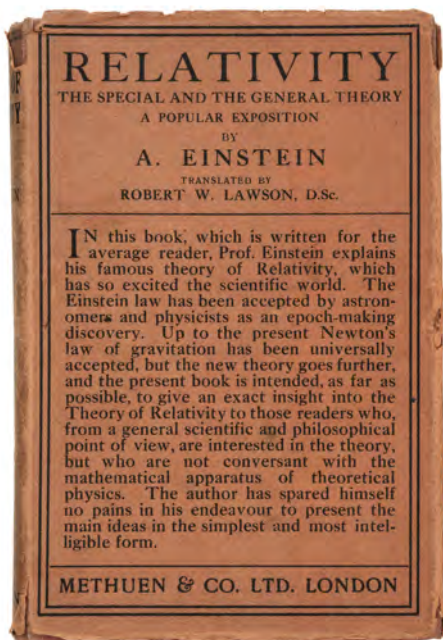 RELATIVITY
THE SPECIAL AND THE GENERAL THEORY
A POPULAR EXPOSITION
BY
A. EINSTEIN
TRANSLATED BY
ROBERT W. LAWSON, D.Sc.
IN this book, which is written for the
average reader, Prof. Einstein explains
his famous theory of Relativity, which
has so excited the scientific world. The
Einstein law has been accepted by astron-
omers and physicists as an epoch-making
discovery. Up to the present Newton's
law of gravitation has been universally
accepted, but the new theory goes further,
and the present book is intended, as far as
possible, to give an exact insight into the
Theory of Relativity to those readers who,
from a general scientific and philosophical
point of view, are interested in the theory,
but who are not conversant with the
mathematical apparatus of theoretical
physics. The author has spared himself
no pains in his endeavour to present the
main ideas in the simplest and most intel-
ligible form.
METHUEN & CO. LTD. LONDON